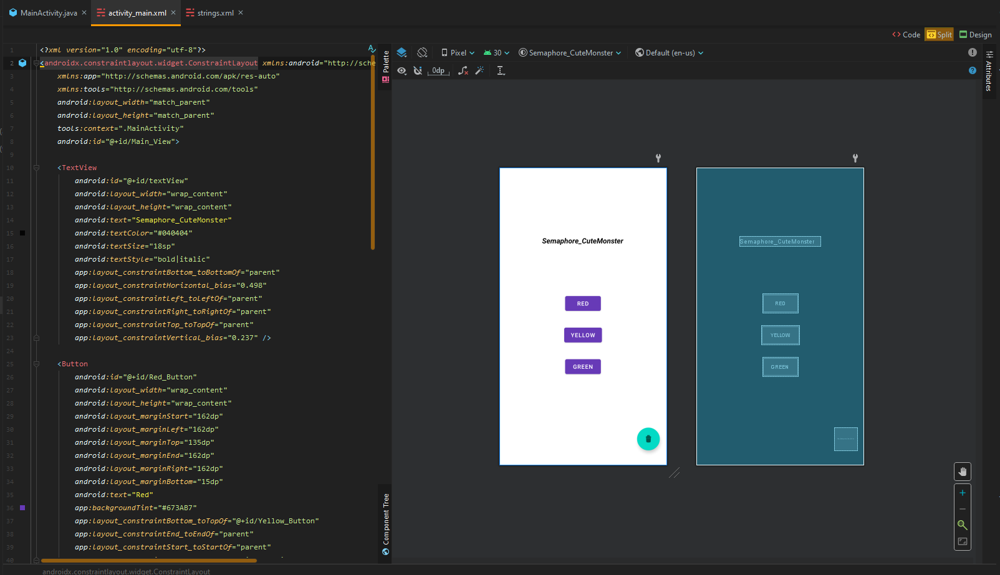 MainActivity.java
activity_main.xml
strings.xml
Code
Split
Design
1 <?xml version="1.0" encoding="utf-8"?>
2 <androidx.constraintlayout.widget.ConstraintLayout xmlns:android="http://sche
3 xmlns:app="http://schemas.android.com/apk/res-auto"
4 xmlns:tools="http://schemas.android.com/tools"
5 android:layout_width="match_parent"
6 android:layout_height="match_parent"
7 tools:context=".MainActivity"
8 android:id="@+id/Main_View">
9
10 <TextView
11 android:id="@+id/textView"
12 android:layout_width="wrap_content"
13 android:layout_height="wrap_content"
14 android:text="Semaphore_CuteMonster"
15 android:textColor="#040404"
16 android:textSize="18sp"
17 android:textStyle="bold|italic"
18 app:layout_constraintBottom_toBottomOf="parent"
19 app:layout_constraintHorizontal_bias="0.498"
20 app:layout_constraintLeft_toLeftOf="parent"
21 app:layout_constraintRight_toRightOf="parent"
22 app:layout_constraintTop_toTopOf="parent"
23 app:layout_constraintVertical_bias="0.237" />
24
25 <Button
26 android:id="@+id/Red_Button"
27 android:layout_width="wrap_content"
28 android:layout_height="wrap_content"
29 android:layout_marginStart="162dp"
30 android:layout_marginLeft="162dp"
31 android:layout_marginTop="135dp"
32 android:layout_marginEnd="162dp"
33 android:layout_marginRight="162dp"
34 android:layout_marginBottom="15dp"
35 android:text="Red"
36 app:backgroundTint="#673AB7"
37 app:layout_constraintBottom_toTopOf="@+id/Yellow_Button"
38 app:layout_constraintEnd_toEndOf="parent"
39 app:layout_constraintStart_toStartOf="parent"
40
androidx.constraintlayout.widget.ConstraintLayout
Palette
Component Tree
Pixel
30
Semaphore_CuteMonster
Default (en-us)
0dp
Attributes
Semaphore_CuteMonster
RED
YELLOW
GREEN
Semaphore_CuteMonster
RED
YELLOW
GREEN